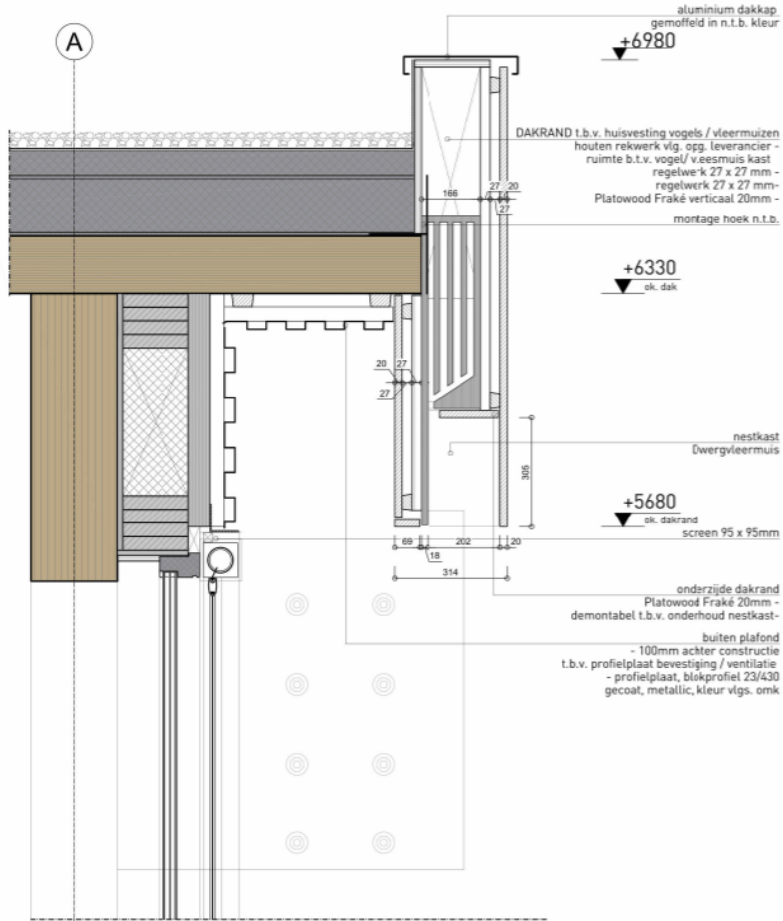 aluminium dakkap
gemoffeld in n.t.b. kleur
A
+6980
DAKRAND t.b.v. huisvesting vogels / vleermuizen
houten rekwerk vlg. opg. leverancier -
ruimte b.t.v. vogel/ v.eesmuis kast
regelwerk 27 x 27 mm -
regelwerk 27 x 27 mm-
Platowood Fraké verticaal 20mm -
166
27
20
27
montage hoek n.t.b.
+6330
ok. dak
20
27
27
nestkast
Dwergvleermuis
305
+5680
ok. dakrand
screen 95 x 95mm
69
202
20
18
314
onderzijde dakrand
Platowood Fraké 20mm -
demontabel t.b.v. onderhoud nestkast-
buiten plafond
- 100mm achter constructie
t.b.v. profielplaat bevestiging / ventilatie
- profielplaat, blokprofiel 23/430
gecoat, metallic, kleur vlgs. omk